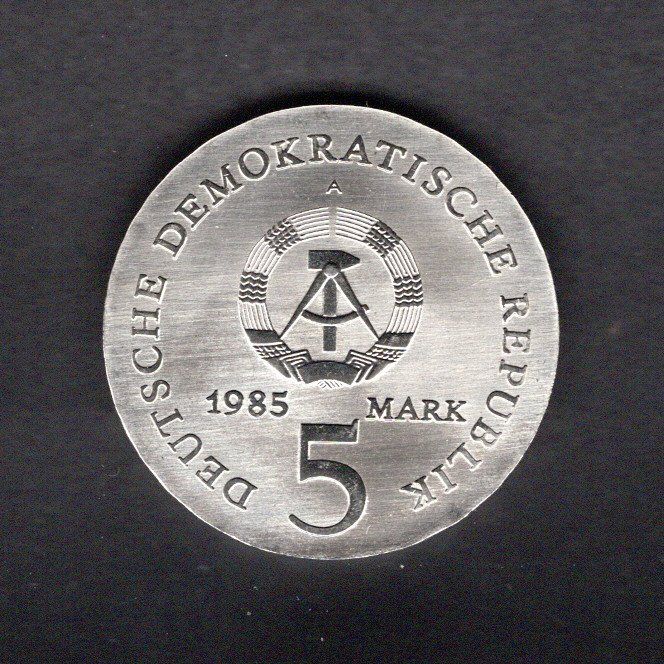 DEUTSCHE DEMOKRATISCHE REPUBLIK
A
1985 MARK
5